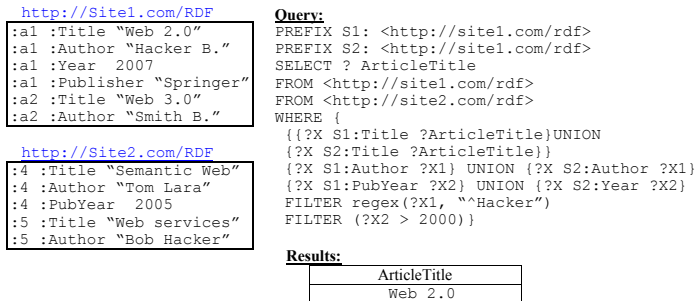 http://Site1.com/RDF
:a1 :Title “Web 2.0”
:a1 :Author “Hacker B.”
:a1 :Year 2007
:a1 :Publisher “Springer”
:a2 :Title “Web 3.0”
:a2 :Author “Smith B.”
http://Site2.com/RDF
:4 :Title “Semantic Web”
:4 :Author “Tom Lara”
:4 :PubYear 2005
:5 :Title “Web services”
:5 :Author “Bob Hacker”
Query:
PREFIX S1: <http://site1.com/rdf>
PREFIX S2: <http://site1.com/rdf>
SELECT ? ArticleTitle
FROM <http://site1.com/rdf>
FROM <http://site2.com/rdf>
WHERE {
{{?X S1:Title ?ArticleTitle}UNION
{?X S2:Title ?ArticleTitle}}
{?X S1:Author ?X1} UNION {?X S2:Author ?X1}
{?X S1:PubYear ?X2} UNION {?X S2:Year ?X2}
FILTER regex(?X1, “^Hacker”)
FILTER (?X2 > 2000)}
Results:
ArticleTitle
Web 2.0